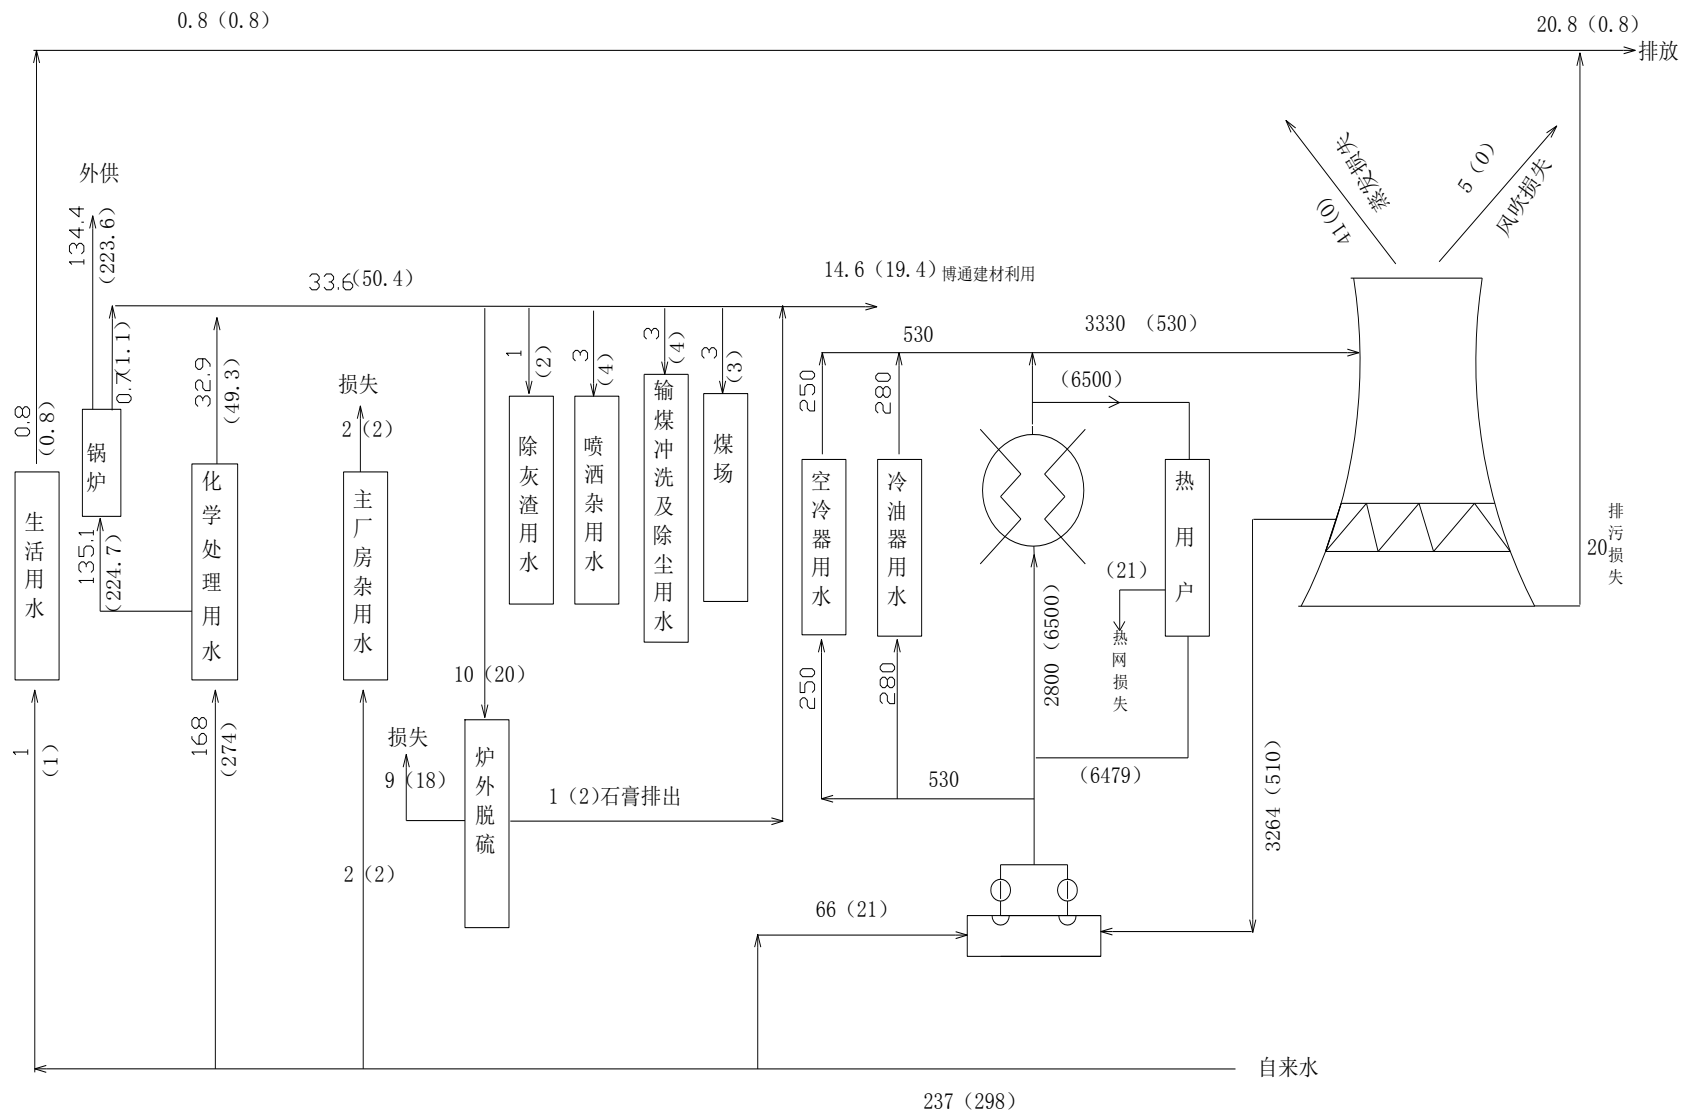 0.8（0.8）
20.8（0.8）
排放
蒸发损失
41(0)
5（0）
风吹损失
外供
134.4
(223.6)
33.6(50.4)
14.6（19.4）博通建材利用
0.7(1.1)
32.9
(49.3)
0.8
(0.8)
损失
2（2）
1
(2)
3
(4)
3
(4)
3
(3)
530
3330 （530）
250
280
（6500）
锅炉
生活用水
化学处理用水
主厂房杂用水
除灰渣用水
喷洒杂用水
输煤冲洗及除尘用水
煤场
空冷器用水
冷油器用水
热用户
135.1
(224.7)
（21）
热网损失
20
排污损失
2800（6500）
250
280
10（20）
1
(1)
168
(274)
损失
9（18）
炉外脱硫
1（2）石膏排出
530
（6479）
3264（510）
2（2）
66（21）
自来水
237（298）